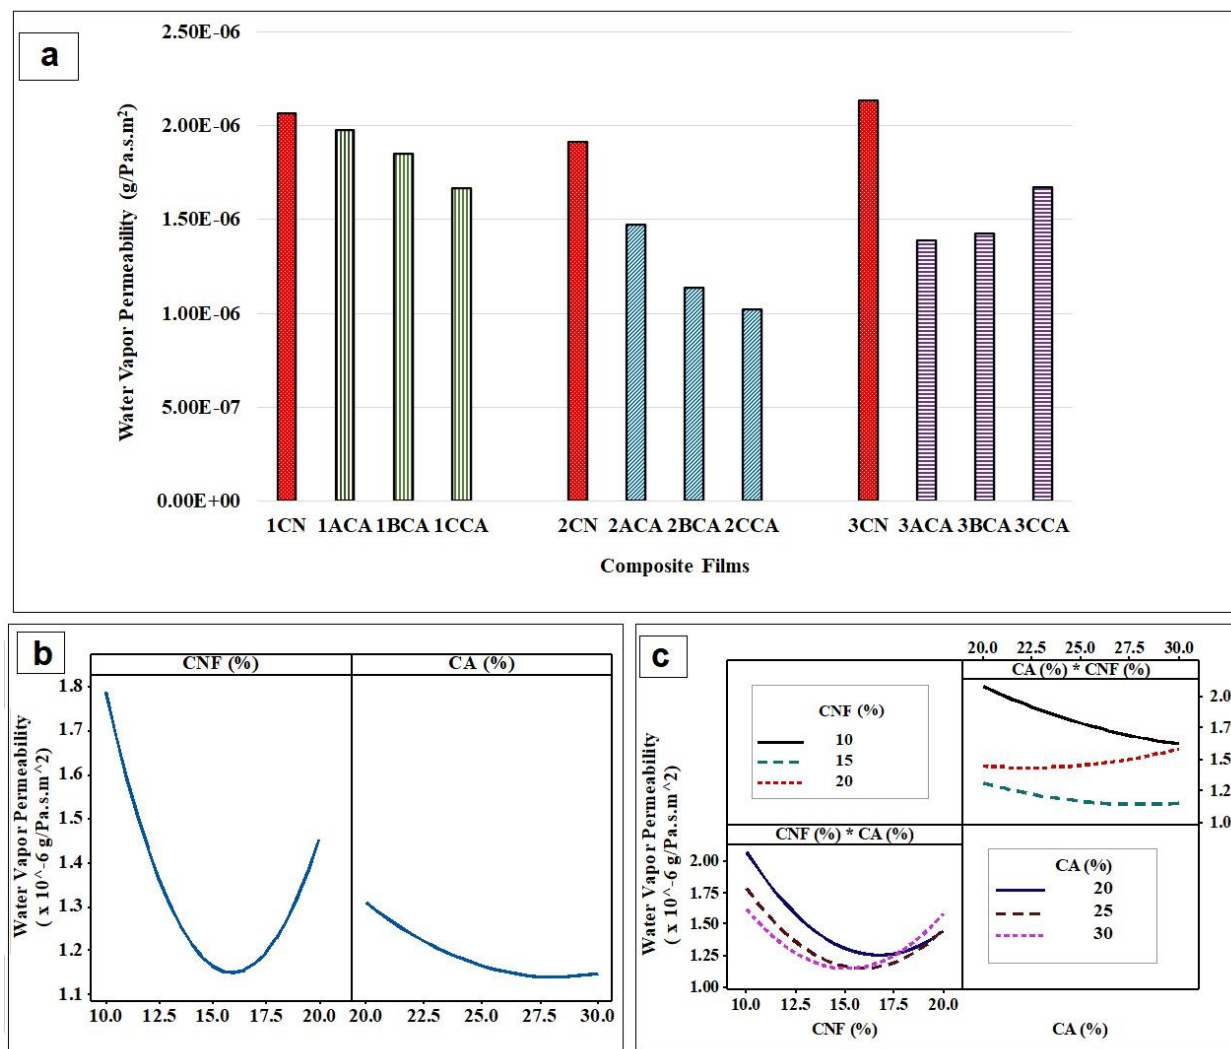 a
Water Vapor Permeability (g/Pa.s.m²)
2.50E-06
2.00E-06
1.50E-06
1.00E-06
5.00E-07
0.00E+00
1CN 1ACA 1BCA 1CCA 2CN 2ACA 2BCA 2CCA 3CN 3ACA 3BCA 3CCA
Composite Films
b
CNF (%) CA (%)
Water Vapor Permeability
( x 10^-6 g/Pa.s.m^2)
1.8
1.7
1.6
1.5
1.4
1.3
1.2
1.1
10.0 12.5 15.0 17.5 20.0 20.0 22.5 25.0 27.5 30.0
c
20.0 22.5 25.0 27.5 30.0
CA (%) * CNF (%)
CNF (%)
10
15
20
2.0
1.7
1.5
1.2
1.0
Water Vapor Permeability
( x 10^-6 g/Pa.s.m^2)
CNF (%) * CA (%)
2.00
1.75
1.50
1.25
1.00
CA (%)
20
25
30
10.0 12.5 15.0 17.5 20.0
CNF (%) CA (%)